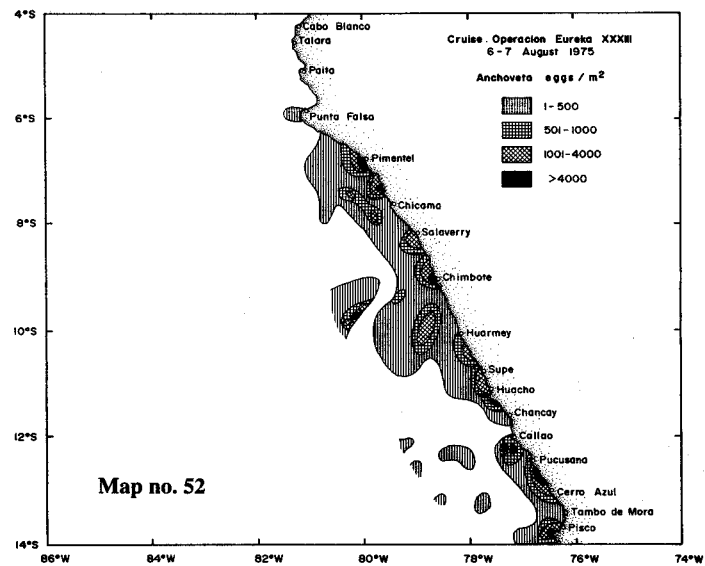 4°S
6°S
8°S
10°S
12°S
14°S
86°W
84°W
82°W
80°W
78°W
76°W
74°W
Cruise. Operacion Eureka XXXIII
6-7 August 1975
Anchoveta eggs / m²
1-500
501-1000
1001-4000
>4000
Cabo Blanco
Talara
Paita
Punta Falsa
Pimentel
Chicama
Salaverry
Chimbote
Huarmey
Supe
Huacho
Chancay
Callao
Pucusana
Cerro Azul
Tambo de Mora
Pisco
Map no. 52